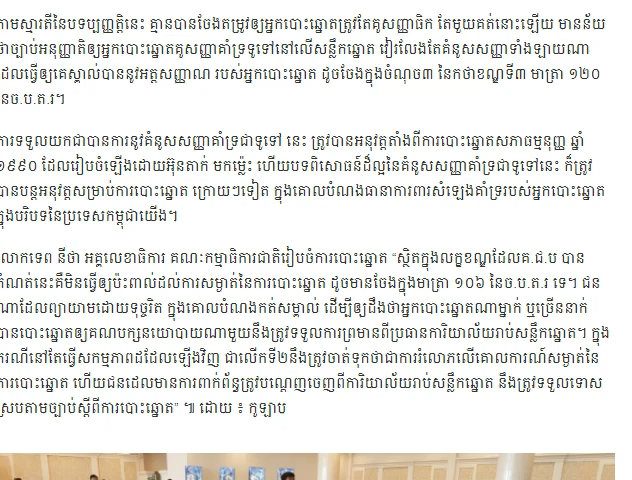 តាមស្មារតីនៃបទប្បញ្ញត្តិនេះ គ្មានបានចែងតម្រូវឲ្យអ្នកបោះឆ្នោតត្រូវតែគូសសញ្ញាធិក តែមួយគត់នោះឡើយ មានន័យ
ថាច្បាប់អនុញ្ញាតិឲ្យអ្នកបោះឆ្នោតគូសសញ្ញាគាំទ្រទូទៅនៅលើសន្លឹកឆ្នោត វៀរលែងតែគំនូសសញ្ញាទាំងឡាយណា
ដែលធ្វើឲ្យគេស្គាល់បាននូវអត្តសញ្ញាណ របស់អ្នកបោះឆ្នោត ដូចចែងក្នុងចំណុច៣ នៃកថាខណ្ឌទី៣ មាត្រា ១២០
នៃច.ប.ត.រ។
ការទទួលយកជាបានការនូវគំនូសសញ្ញាគាំទ្រជាទូទៅ នេះ ត្រូវបានអនុវត្តតាំងពីការបោះឆ្នោតសភាធម្មនុញ្ញ ឆ្នាំ
១៩៩០ ដែលរៀបចំឡើងដោយអ៊ុនតាក់ មកម្ល៉េះ ហើយបទពិសោធន៍ដ៏ល្អនៃគំនូសសញ្ញាគាំទ្រជាទូទៅនេះ ក៏ត្រូវ
បានបន្តអនុវត្តសម្រាប់ការបោះឆ្នោត ក្រោយៗទៀត ក្នុងគោលបំណងធានាការពារសំឡេងគាំទ្ររបស់អ្នកបោះឆ្នោត
ក្នុងបរិបទនៃប្រទេសកម្ពុជាយើង។
លោកទេព នីថា អគ្គលេខាធិការ គណៈកម្មាធិការជាតិរៀបចំការបោះឆ្នោត “ស្ថិតក្នុងលក្ខខណ្ឌដែលគ.ជ.ប បាន
កំណត់នេះគឺមិនធ្វើឲ្យប៉ះពាល់ដល់ការសម្ងាត់នៃការបោះឆ្នោត ដូចមានចែងក្នុងមាត្រា ១០៦ នៃច.ប.ត.រ ទេ។ ជន
ណាដែលព្យាយាមដោយទុច្ចរិត ក្នុងគោលបំណងកត់សម្គាល់ ដើម្បីឲ្យដឹងថាអ្នកបោះឆ្នោតណាម្នាក់ ឬច្រើននាក់
បានបោះឆ្នោតឲ្យគណបក្សនយោបាយណាមួយនឹងត្រូវទទួលការព្រមានពីប្រធានការិយាល័យរាប់សន្លឹកឆ្នោត។ ក្នុង
ករណីនៅតែធ្វើសកម្មភាពដដែលឡើងវិញ ជាលើកទី២នឹងត្រូវចាត់ទុកថាជាការរំលោភលើគោលការណ៍សម្ងាត់នៃ
ការបោះឆ្នោត ហើយជនដែលមានការពាក់ព័ន្ធត្រូវបណ្តេញចេញពីការិយាល័យរាប់សន្លឹកឆ្នោត នឹងត្រូវទទួលទោស
ស្របតាមច្បាប់ស្តីពីការបោះឆ្នោត” ៕ ដោយ ៖ កូឡាប